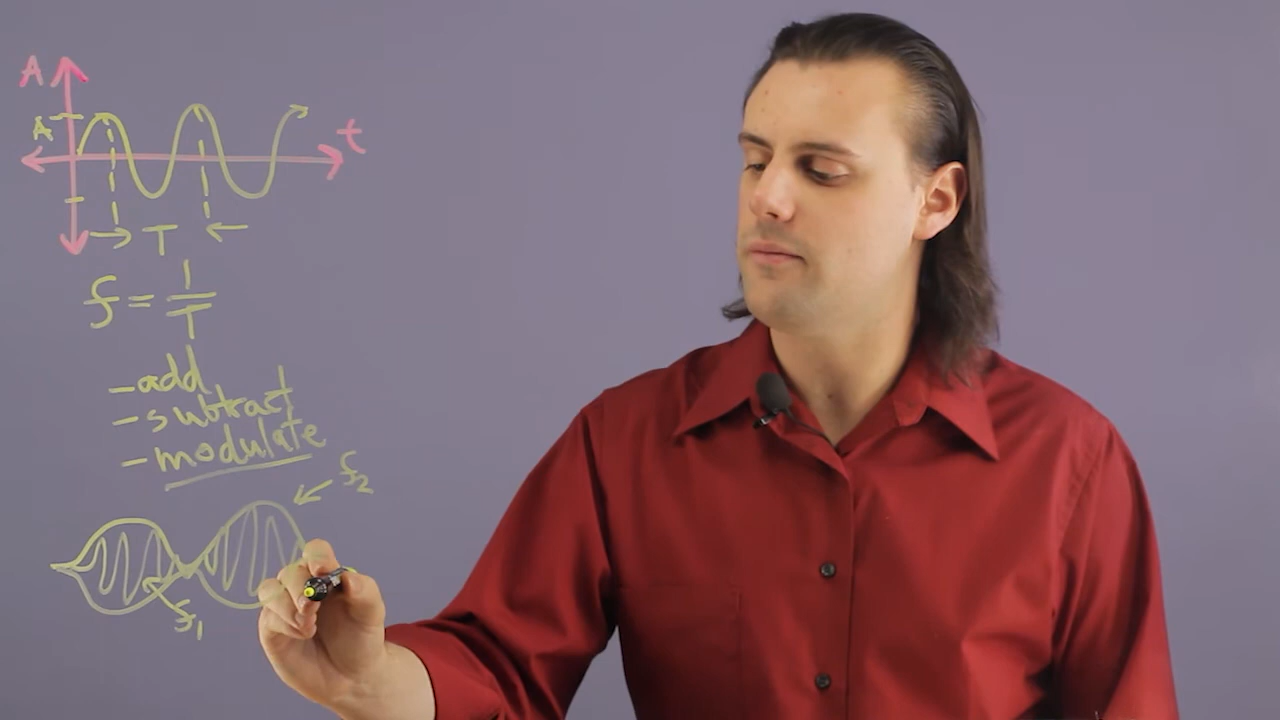 A
A
t
T
f = 1/T
- add
- subtract
- modulate
f₂
f₁